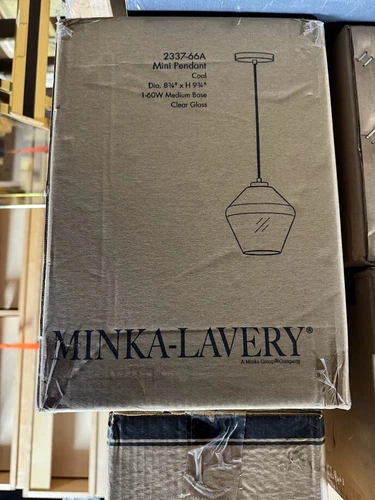 2337-66A
Mini Pendant
Coal
Dia. 8¼" x H 9¼"
1-60W Medium Base
Clear Glass
MINKA-LAVERY®
A Minka Group® Company